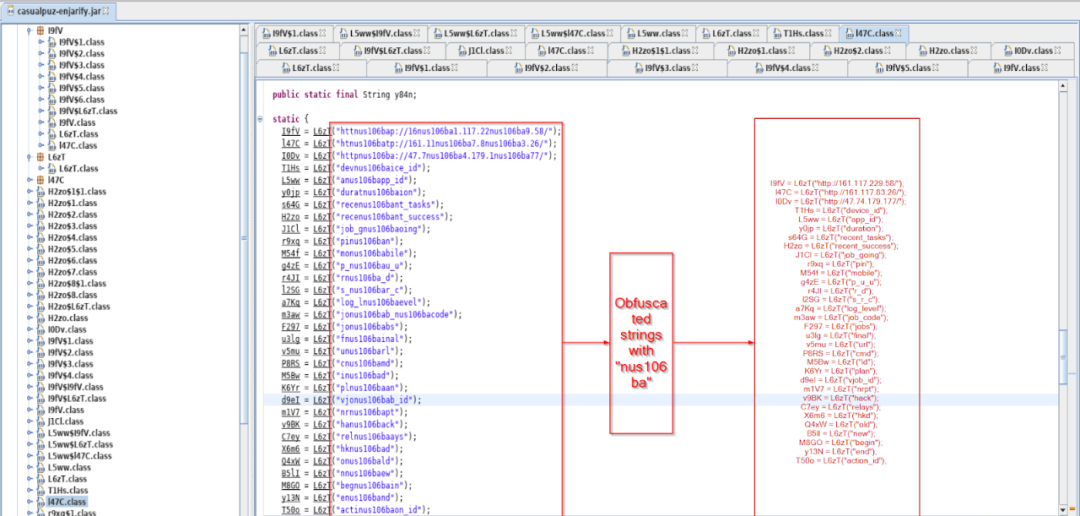 casualpuz-enjarify.jar
I9fV
I9fV$1.class
I9fV$2.class
I9fV$3.class
I9fV$4.class
I9fV$5.class
I9fV$6.class
I9fV$L6zT.class
I9fV.class
L6zT.class
l47C.class
L6zT
L6zT.class
l47C
H2zo$1$1.class
H2zo$1.class
H2zo$2.class
H2zo$3.class
H2zo$4.class
H2zo$5.class
H2zo$6.class
H2zo$7.class
H2zo$8$1.class
H2zo$8.class
H2zo$L6zT.class
H2zo.class
I0Dv.class
I9fV$1.class
I9fV$2.class
I9fV$3.class
I9fV$4.class
I9fV$I9fV.class
I9fV$L6zT.class
I9fV.class
J1Cl.class
L5ww$I9fV.class
L5ww$L6zT.class
L5ww$l47C.class
L5ww.class
L6zT.class
T1Hs.class
l47C.class
r9xq$1.class
I9fV$1.class L5ww$I9fV.class L5ww$L6zT.class L5ww$l47C.class L5ww.class L6zT.class T1Hs.class l47C.class
L6zT.class I9fV$L6zT.class J1Cl.class l47C.class H2zo$1$1.class H2zo$1.class H2zo$2.class H2zo.class I0Dv.class
L6zT.class I9fV$1.class I9fV$2.class I9fV$3.class I9fV$4.class I9fV$5.class I9fV.class
public static final String y84n;
static {
I9fV = L6zT("httnus106bap://16nus106ba1.117.22nus106ba9.58/");
l47C = L6zT("htnus106batp://161.11nus106ba7.8nus106ba3.26/");
I0Dv = L6zT("httpnus106ba://47.7nus106ba4.179.1nus106ba77/");
T1Hs = L6zT("devnus106baice_id");
L5ww = L6zT("anus106bapp_id");
y0jp = L6zT("duratnus106baion");
s64G = L6zT("recenus106bant_tasks");
H2zo = L6zT("recenus106bant_success");
J1Cl = L6zT("job_gnus106baoing");
r9xq = L6zT("pinus106ban");
M54f = L6zT("monus106babile");
g4zE = L6zT("p_nus106bau_u");
r4JI = L6zT("rnus106ba_d");
l2SG = L6zT("s_nus106bar_c");
a7Kq = L6zT("log_lnus106baevel");
m3aw = L6zT("jonus106bab_nus106bacode");
F297 = L6zT("jonus106babs");
u3lg = L6zT("fnus106bainal");
v5mu = L6zT("unus106barl");
P8RS = L6zT("cnus106bamd");
M5Bw = L6zT("inus106bad");
K6Yr = L6zT("plnus106baan");
d9eI = L6zT("vjonus106bab_id");
m1V7 = L6zT("nrnus106bapt");
v9BK = L6zT("hanus106back");
C7ey = L6zT("relnus106baays");
X6m6 = L6zT("hknus106bad");
Q4xW = L6zT("onus106bald");
B5lI = L6zT("nnus106baew");
M8GO = L6zT("begnus106bain");
y13N = L6zT("enus106band");
T50o = L6zT("actinus106baon_id");
Obfusca
ted
strings
with
"nus106
ba"
I9fV = L6zT("http://161.117.229.58/");
l47C = L6zT("http://161.117.83.26/");
I0Dv = L6zT("http://47.74.179.177/");
T1Hs = L6zT("device_id");
L5ww = L6zT("app_id");
y0jp = L6zT("duration");
s64G = L6zT("recent_tasks");
H2zo = L6zT("recent_success");
J1Cl = L6zT("job_going");
r9xq = L6zT("pin");
M54f = L6zT("mobile");
g4zE = L6zT("p_u_u");
r4JI = L6zT("r_d");
l2SG = L6zT("s_r_c");
a7Kq = L6zT("log_level");
m3aw = L6zT("job_code");
F297 = L6zT("jobs");
u3lg = L6zT("final");
v5mu = L6zT("url");
P8RS = L6zT("cmd");
M5Bw = L6zT("id");
K6Yr = L6zT("plan");
d9eI = L6zT("vjob_id");
m1V7 = L6zT("nrpt");
v9BK = L6zT("hack");
C7ey = L6zT("relays");
X6m6 = L6zT("hkd");
Q4xW = L6zT("old");
B5lI = L6zT("new");
M8GO = L6zT("begin");
y13N = L6zT("end");
T50o = L6zT("action_id");